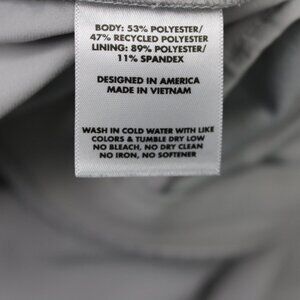 BODY: 53% POLYESTER/
47% RECYCLED POLYESTER
LINING: 89% POLYESTER/
11% SPANDEX
DESIGNED IN AMERICA
MADE IN VIETNAM
WASH IN COLD WATER WITH LIKE
COLORS & TUMBLE DRY LOW
NO BLEACH, NO DRY CLEAN
NO IRON, NO SOFTENER